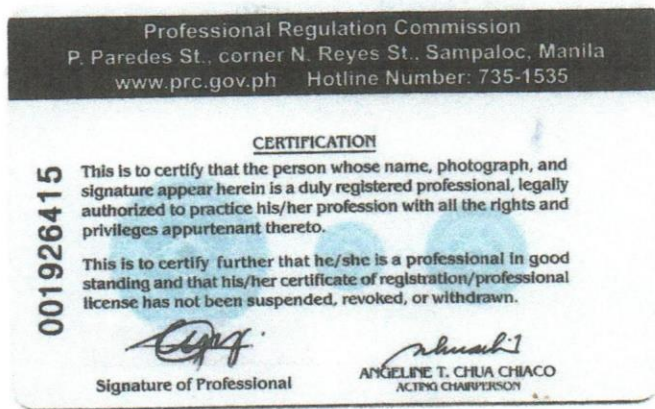 Professional Regulation Commission
P. Paredes St., corner N. Reyes St., Sampaloc, Manila
www.prc.gov.ph Hotline Number: 735-1535
CERTIFICATION
001926415
This is to certify that the person whose name, photograph, and
signature appear herein is a duly registered professional, legally
authorized to practice his/her profession with all the rights and
privileges appurtenant thereto.
This is to certify further that he/she is a professional in good
standing and that his/her certificate of registration/professional
license has not been suspended, revoked, or withdrawn.
Signature of Professional
ANGELINE T. CHUA CHIACO
ACTING CHAIRPERSON